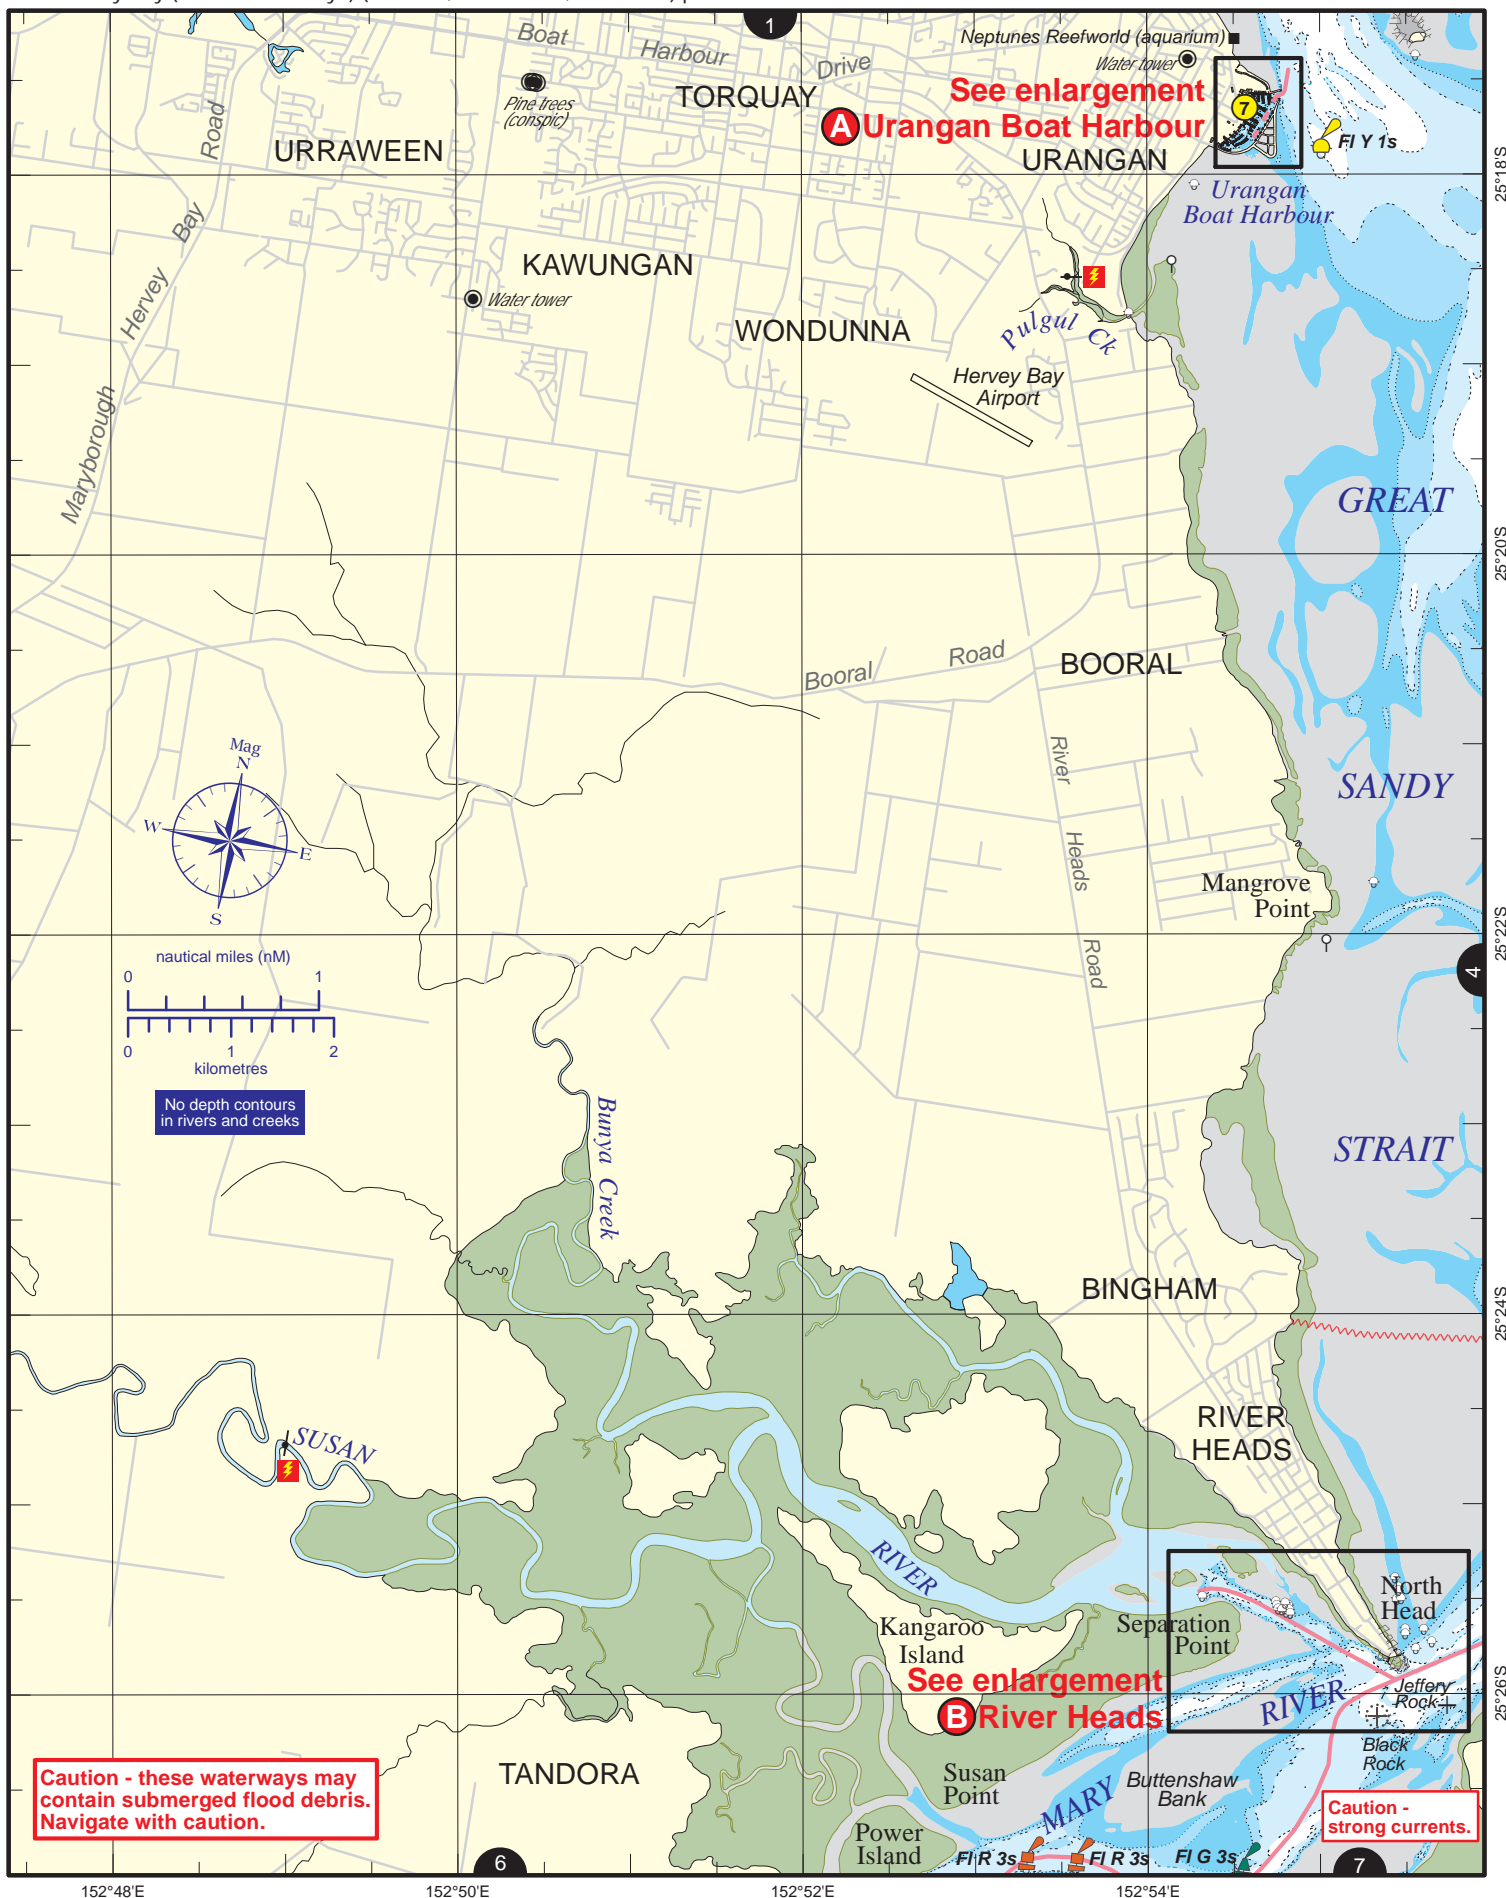 1
Boat Harbour Drive
Neptunes Reefworld (aquarium)
Water tower
Pine trees
(conspic)
TORQUAY
See enlargement
A Urangan Boat Harbour
7
Fl Y 1s
URRAWEEN
URANGAN
25°18'S
Urangan
Boat Harbour
Maryborough Hervey Bay Road
KAWUNGAN
Water tower
WONDUNNA
Pulgul Ck
Hervey Bay
Airport
GREAT
25°20'S
Booral Road
BOORAL
River Heads Road
SANDY
Mag
N
W
E
S
Mangrove
Point
25°22'S
4
nautical miles (nM)
0 1
0 1 2
kilometres
No depth contours
in rivers and creeks
Bunya Creek
STRAIT
BINGHAM
25°24'S
RIVER
HEADS
SUSAN
RIVER
North
Head
Separation
Point
Kangaroo
Island
See enlargement
B River Heads
Jeffery
Rock
RIVER
25°26'S
Black
Rock
TANDORA
Susan
Point
MARY
Buttenshaw
Bank
Caution - these waterways may
contain submerged flood debris.
Navigate with caution.
Caution -
strong currents.
Power
Island
Fl R 3s
Fl R 3s
Fl G 3s
6
7
152°48'E
152°50'E
152°52'E
152°54'E